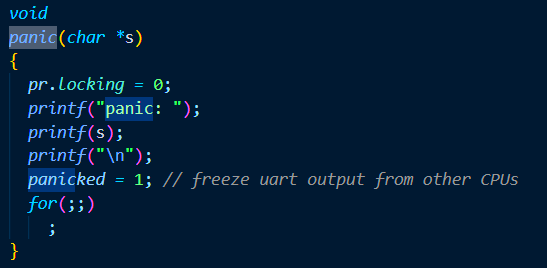 void
panic(char *s)
{
  pr.locking = 0;
  printf("panic: ");
  printf(s);
  printf("\n");
  panicked = 1; // freeze uart output from other CPUs
  for(;;)
    ;
}